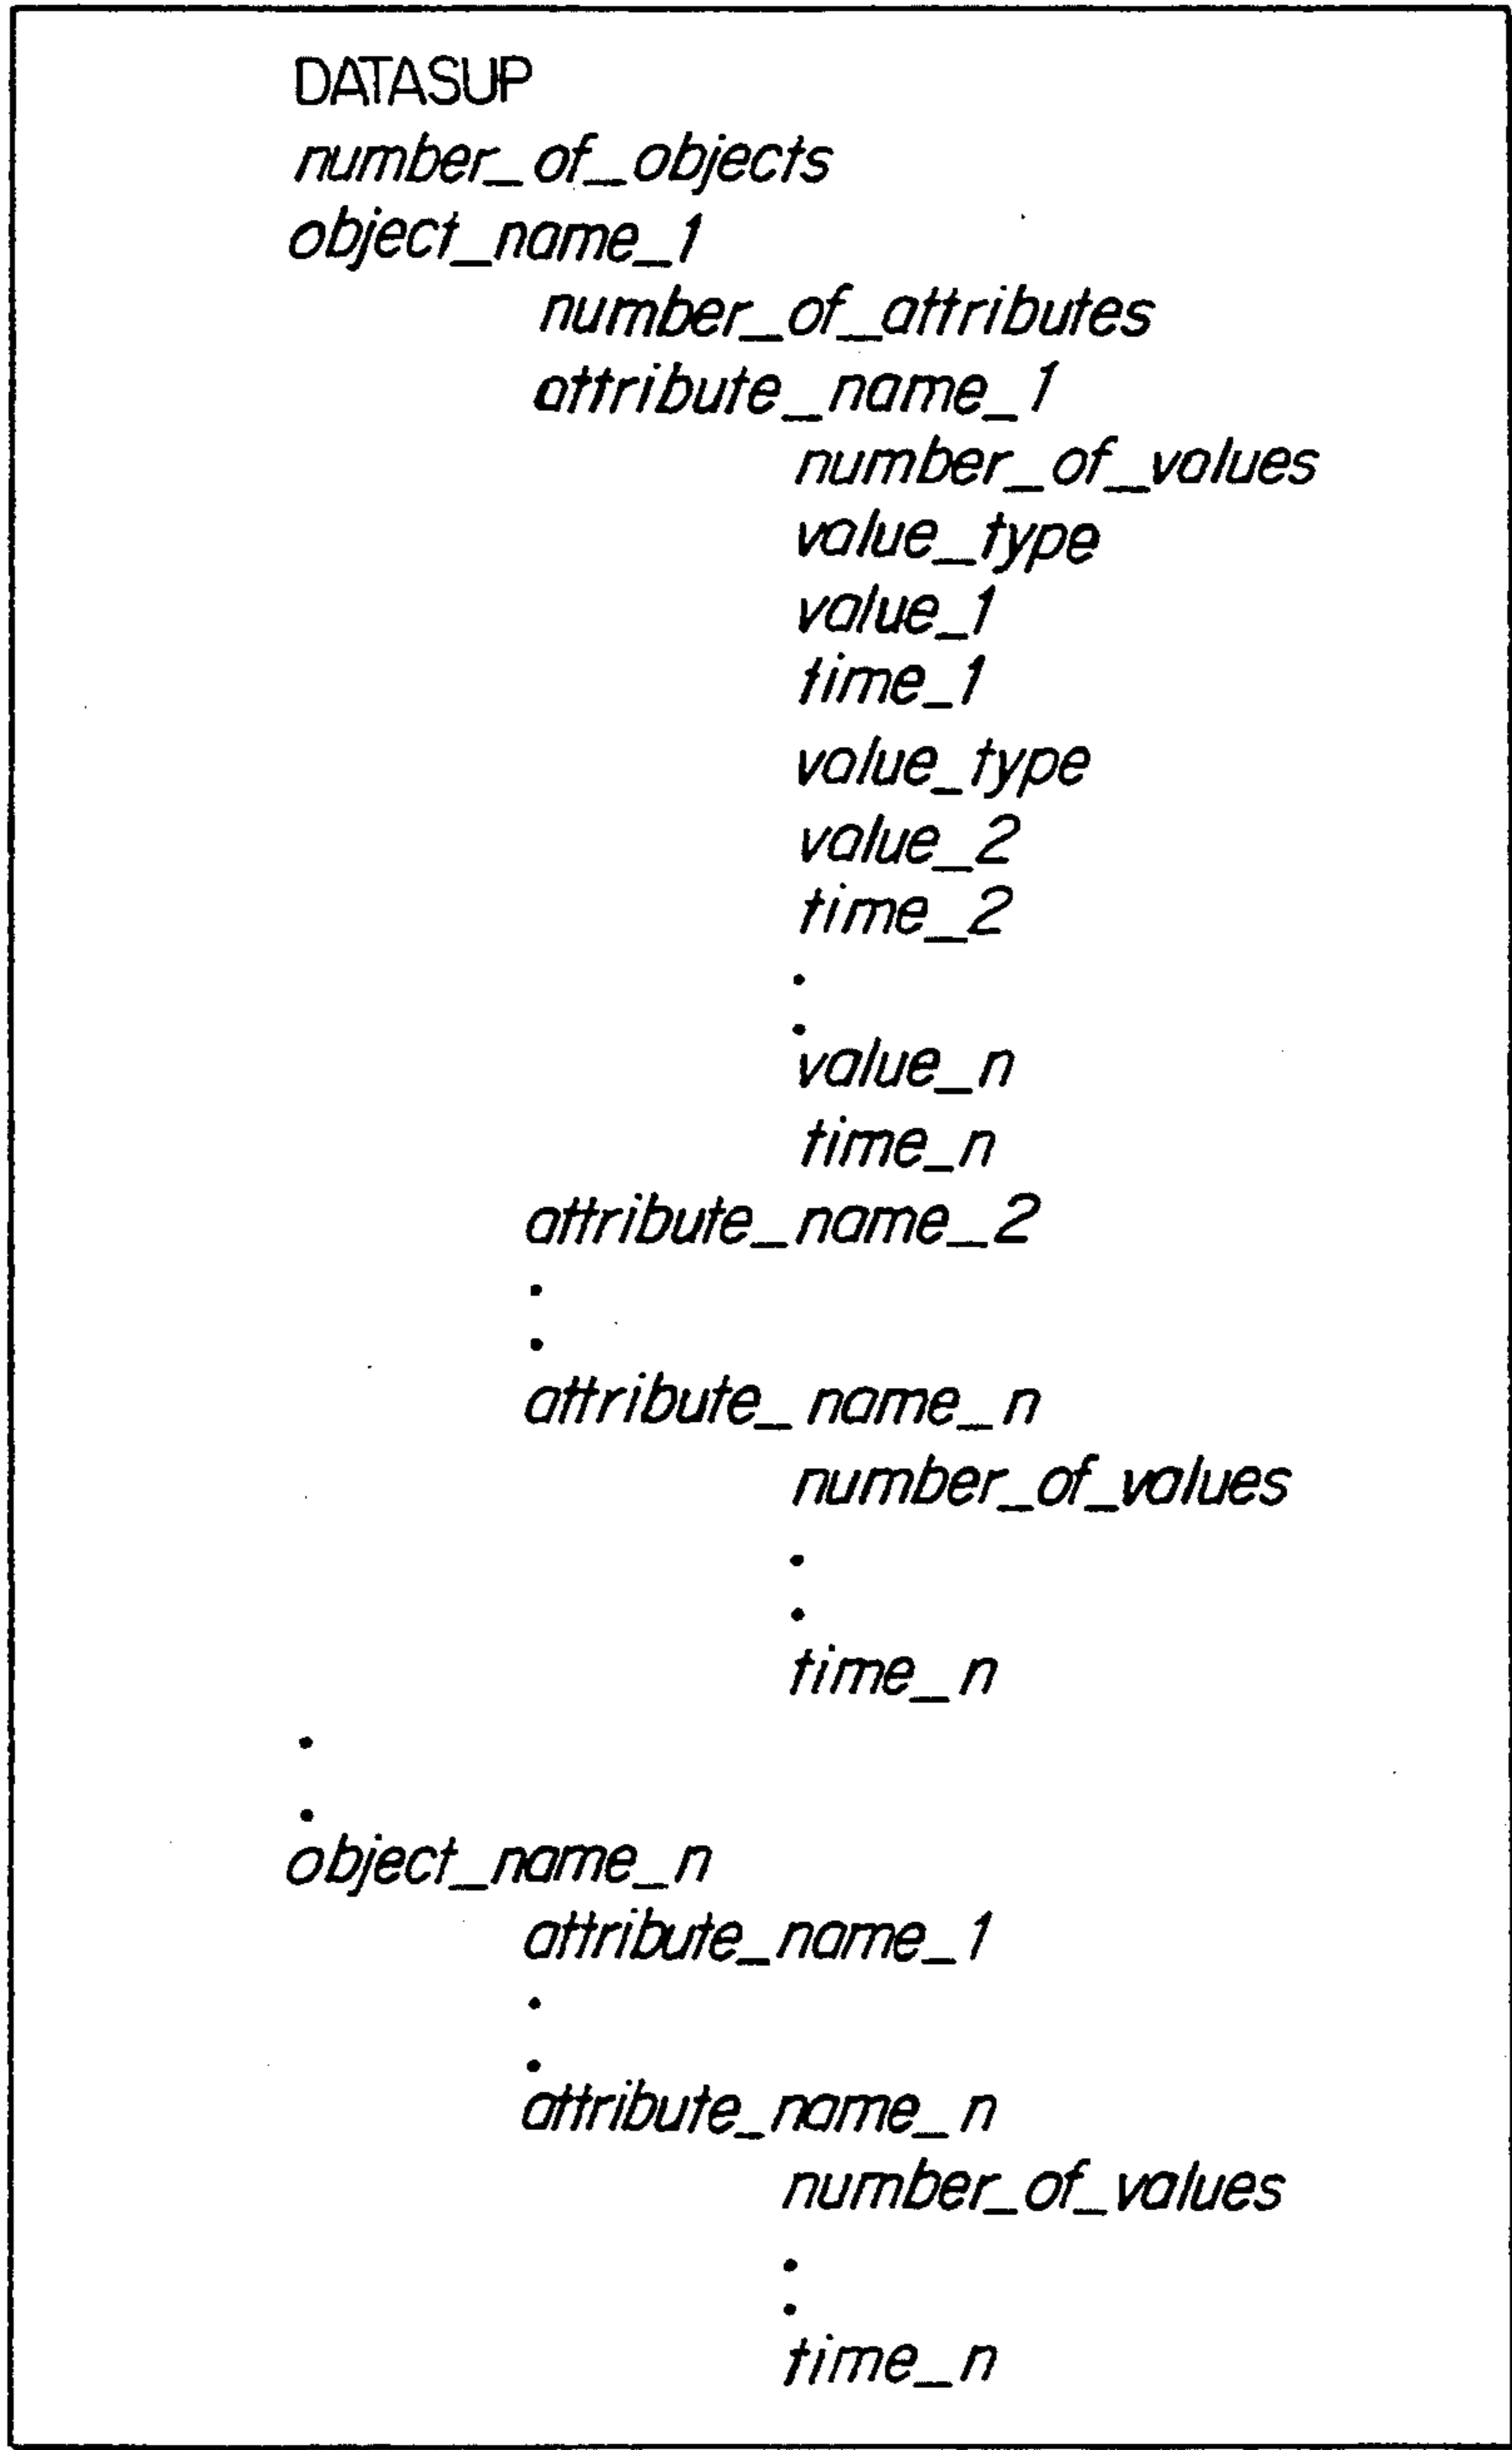 DATASUP
number_of_objects
object_name_1
number_of_attributes
attribute_name_1
number_of_values
value_type
value_1
time_1
value_type
value_2
time_2
.
.
value_n
time_n
attribute_name_2
.
.
attribute_name_n
number_of_values
.
.
time_n
.
.
object_name_n
attribute_name_1
.
.
attribute_name_n
number_of_values
.
.
time_n